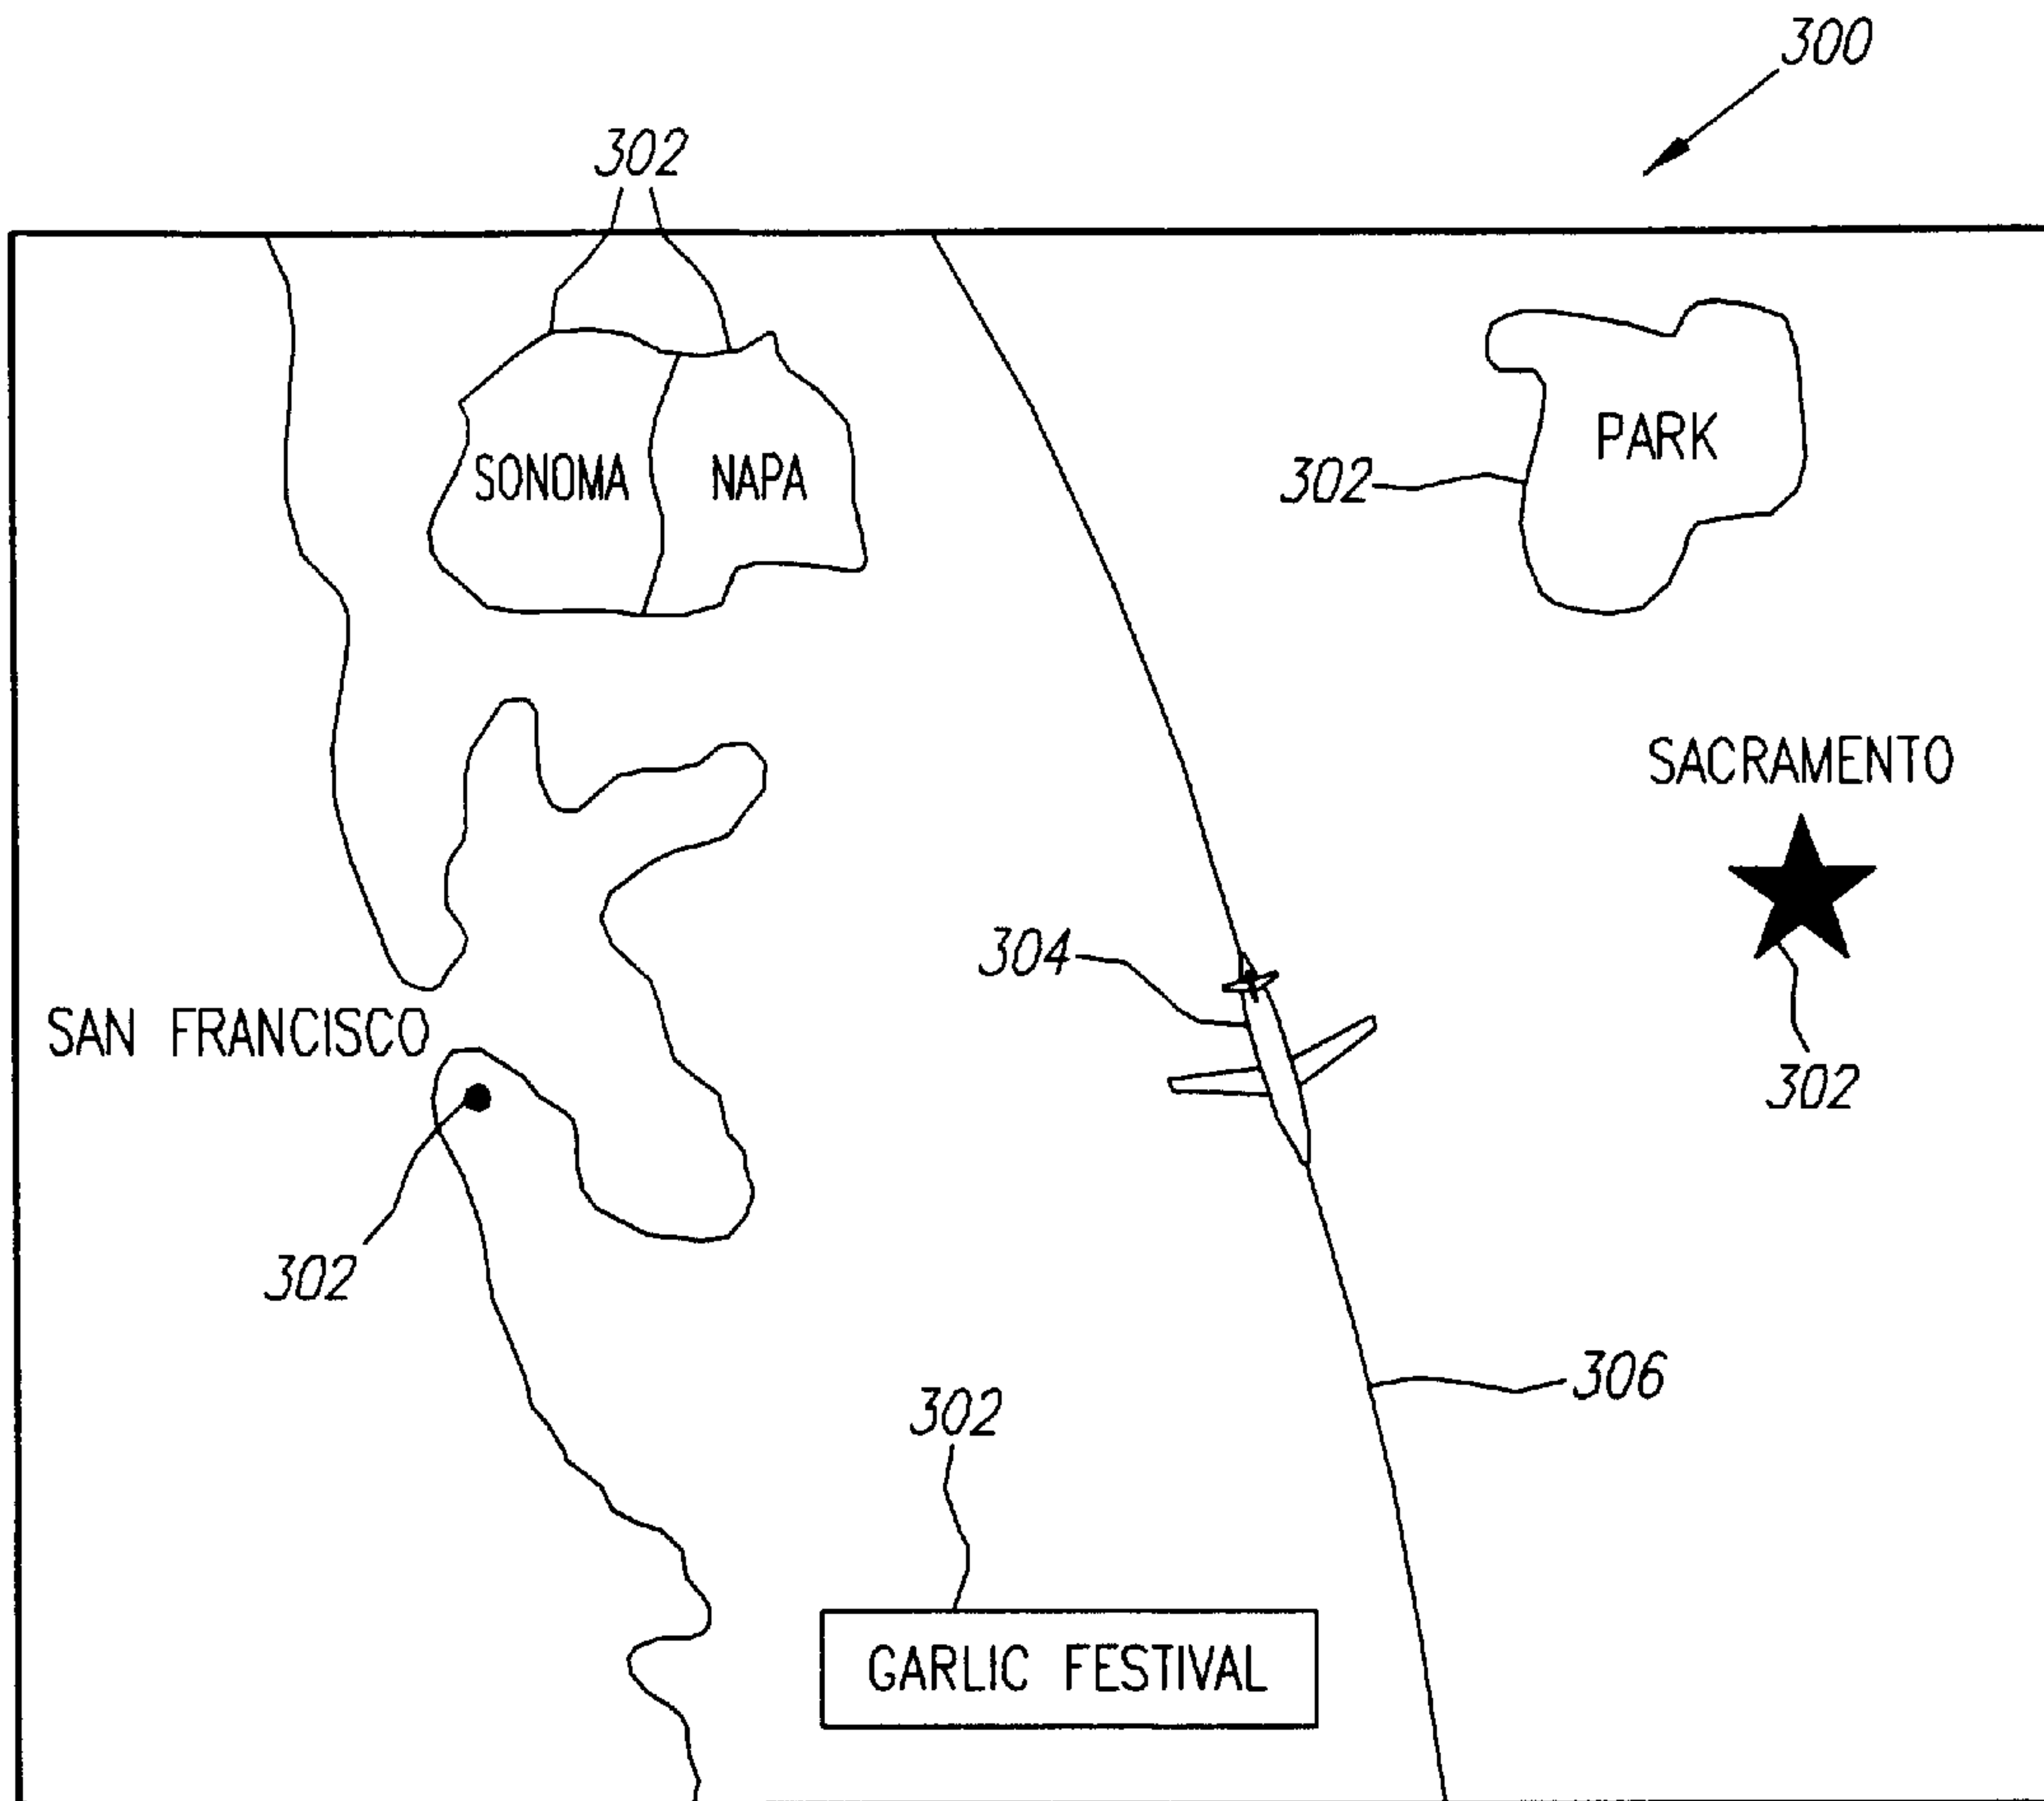 300
302
PARK
SONOMA
NAPA
302
SACRAMENTO
304
SAN FRANCISCO
302
302
306
302
GARLIC FESTIVAL